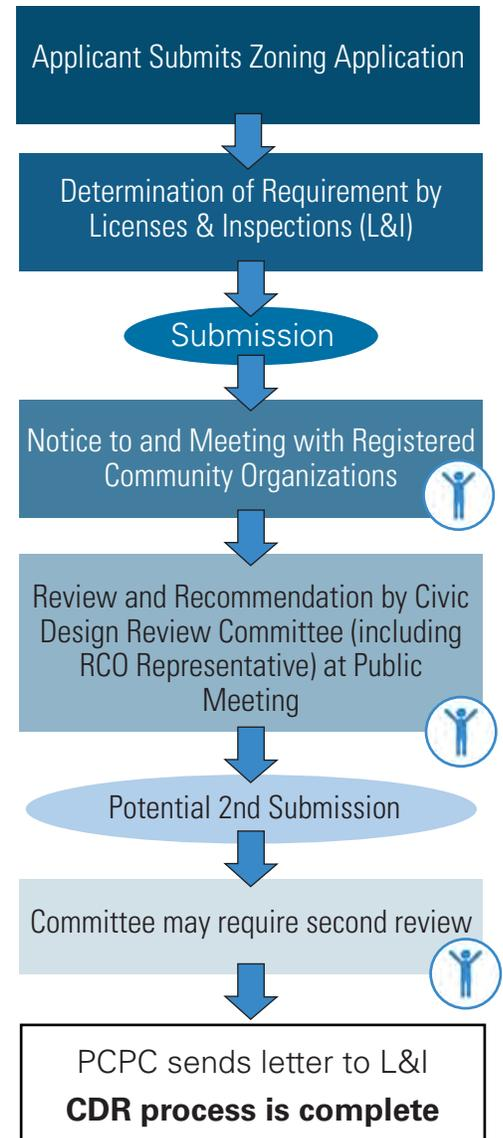 Applicant Submits Zoning Application
Determination of Requirement by
Licenses & Inspections (L&I)
Submission
Notice to and Meeting with Registered
Community Organizations
Review and Recommendation by Civic
Design Review Committee (including
RCO Representative) at Public
Meeting
Potential 2nd Submission
Committee may require second review
PCPC sends letter to L&I
CDR process is complete